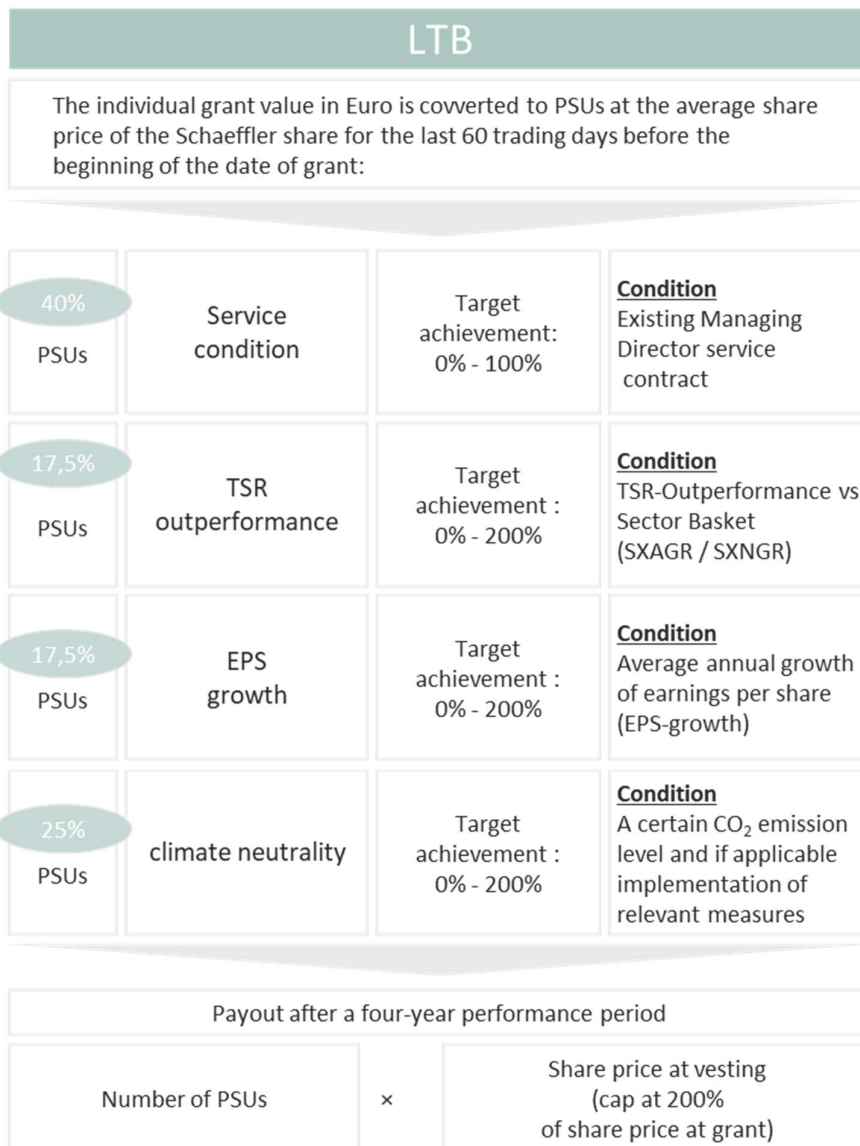 LTB
The individual grant value in Euro is covverted to PSUs at the average share
price of the Schaeffler share for the last 60 trading days before the
beginning of the date of grant:
40%
PSUs
Service
condition
Target
achievement:
0% - 100%
Condition
Existing Managing
Director service
contract
17,5%
PSUs
TSR
outperformance
Target
achievement :
0% - 200%
Condition
TSR-Outperformance vs
Sector Basket
(SXAGR / SXNGR)
17,5%
PSUs
EPS
growth
Target
achievement :
0% - 200%
Condition
Average annual growth
of earnings per share
(EPS-growth)
25%
PSUs
climate neutrality
Target
achievement :
0% - 200%
Condition
A certain CO₂ emission
level and if applicable
implementation of
relevant measures
Payout after a four-year performance period
Number of PSUs
×
Share price at vesting
(cap at 200%
of share price at grant)